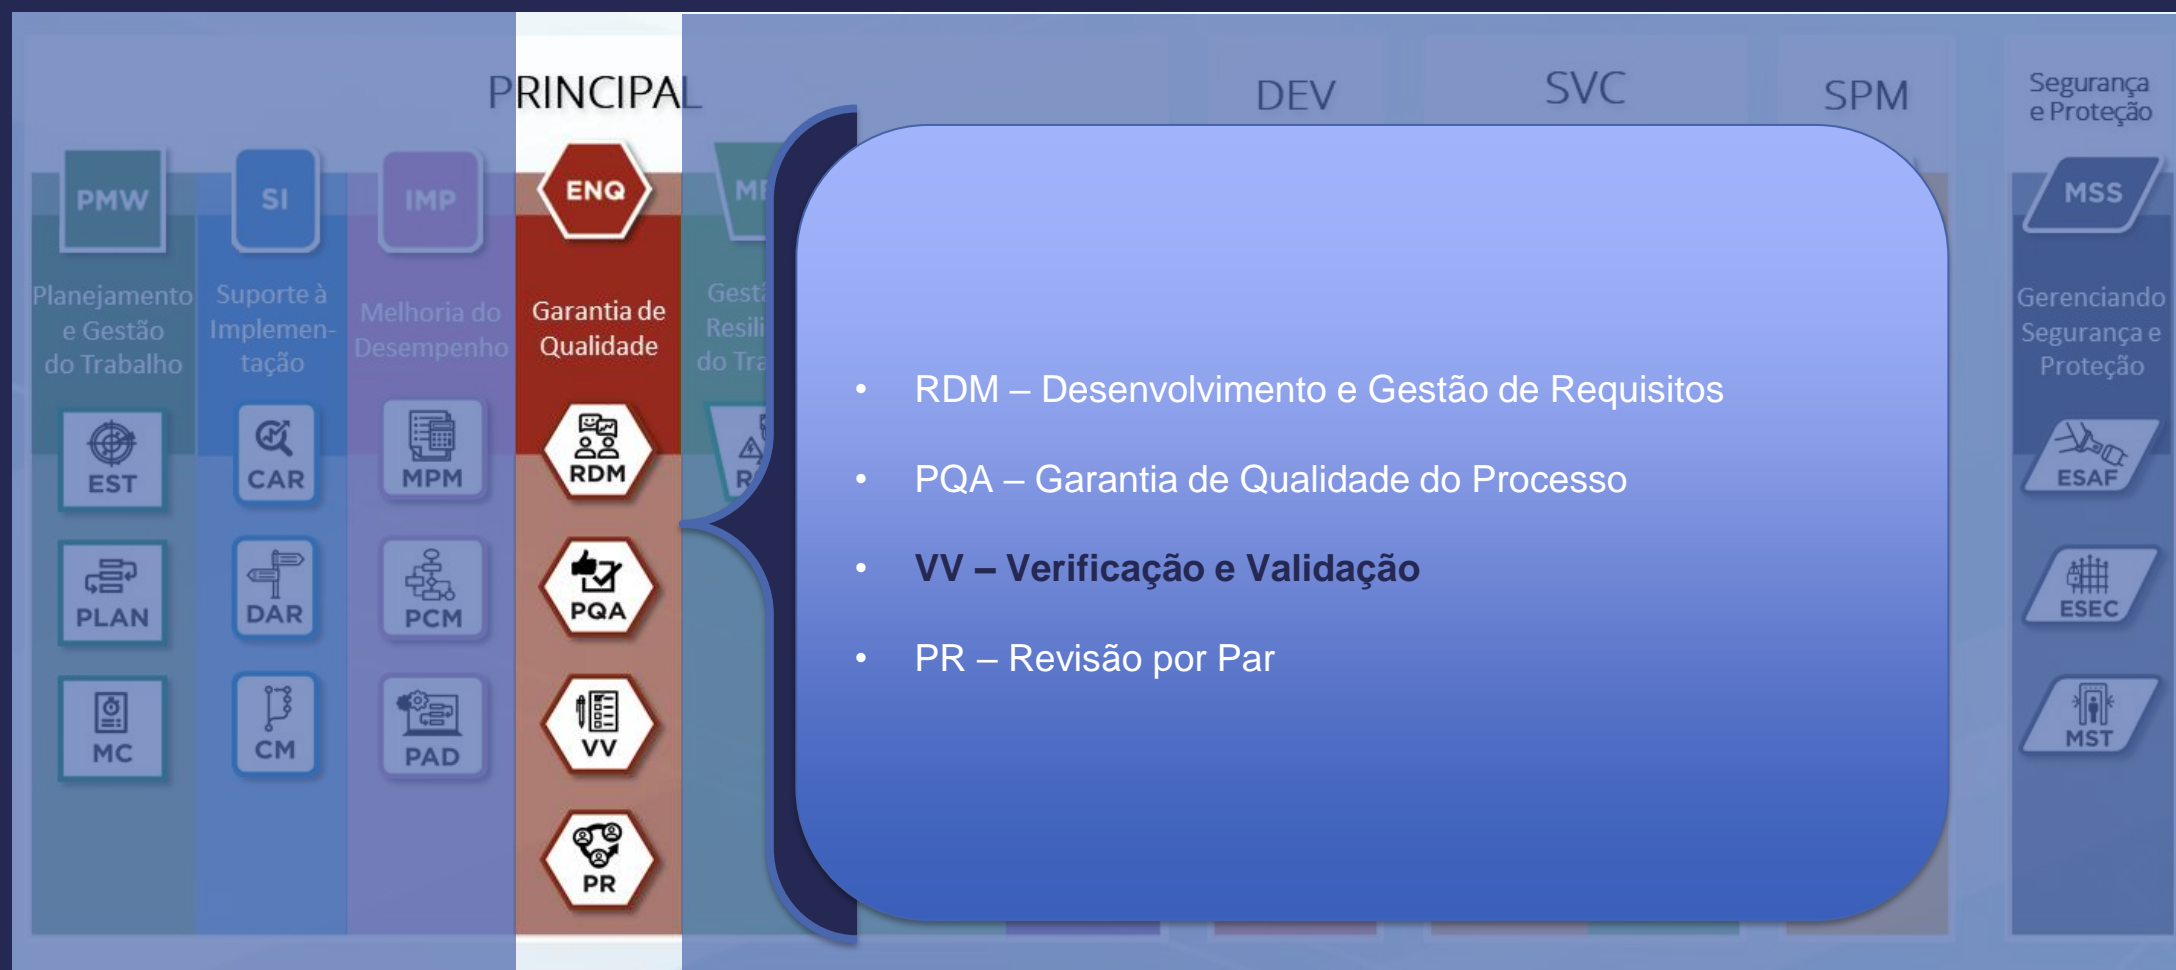 PRINCIPAL
DEV
SVC
SPM
Segurança
e Proteção
PMW
SI
IMP
ENQ
MSS
Planejamento
e Gestão
do Trabalho
Suporte à
Implemen-
tação
Melhoria do
Desempenho
Garantia de
Qualidade
Gerenciando
Segurança e
Proteção
EST
CAR
MPM
RDM
ESAF
PLAN
DAR
PCM
PQA
ESEC
MC
CM
PAD
VV
MST
PR
• RDM – Desenvolvimento e Gestão de Requisitos
• PQA – Garantia de Qualidade do Processo
• VV – Verificação e Validação
• PR – Revisão por Par